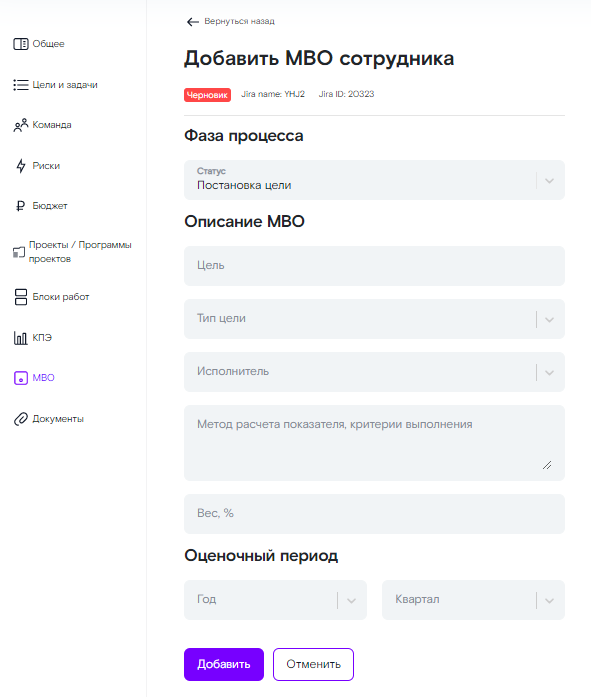 Общее
Цели и задачи
Команда
Риски
Бюджет
Проекты / Программы
проектов
Блоки работ
КПЭ
МВО
Документы
Вернуться назад
Добавить МВО сотрудника
Черновик Jira name: YHJ2 Jira ID: 20323
Фаза процесса
Статус
Постановка цели
Описание МВО
Цель
Тип цели
Исполнитель
Метод расчета показателя, критерии выполнения
Вес, %
Оценочный период
Год Квартал
Добавить Отменить